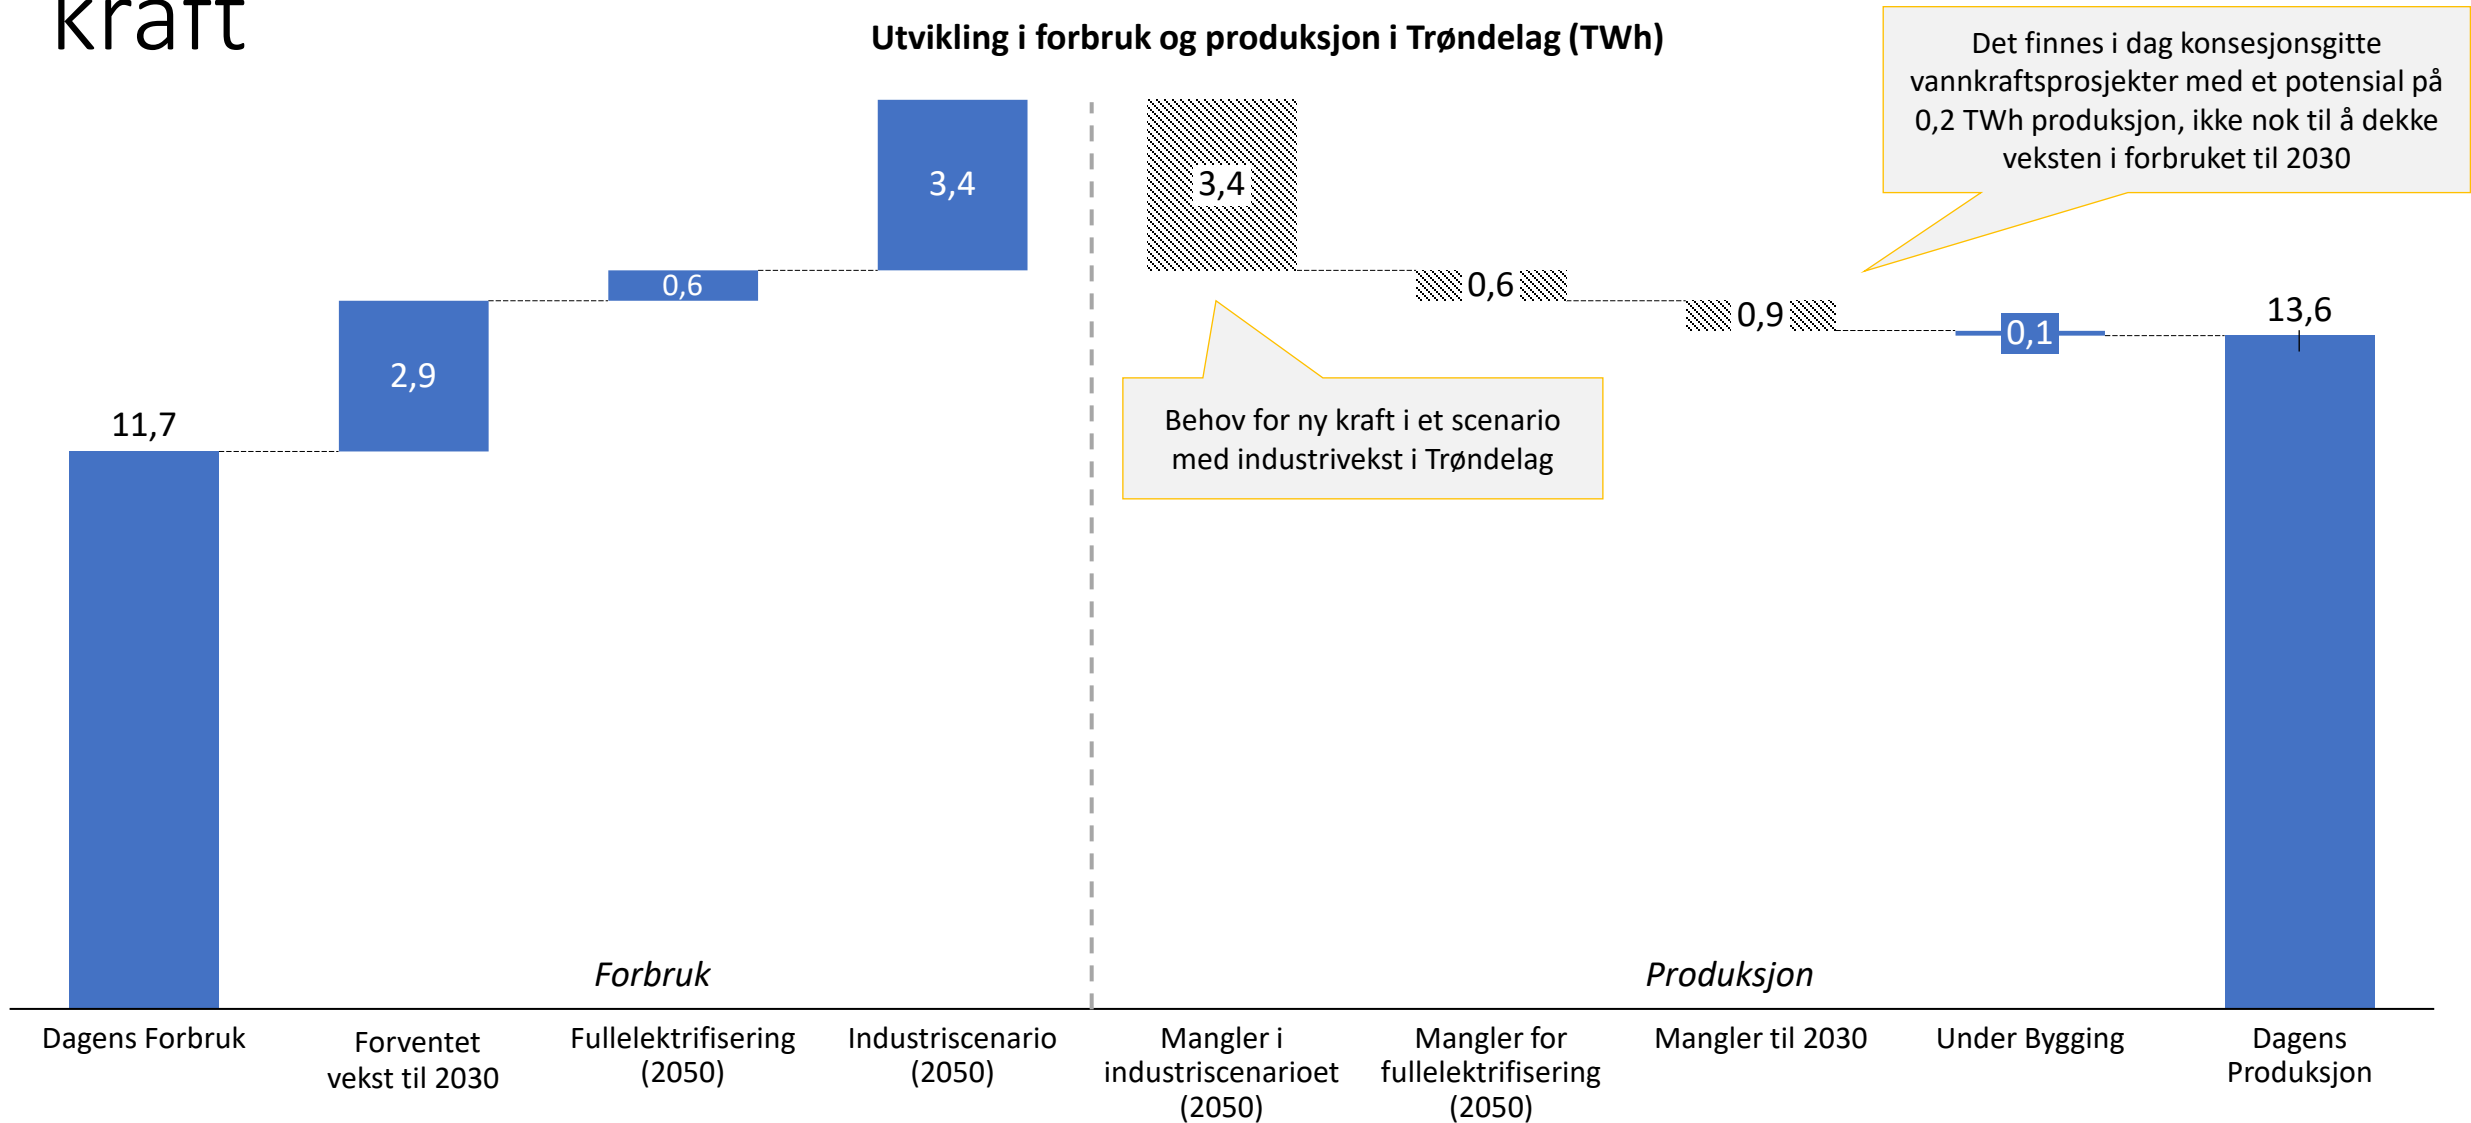 kraft
Utvikling i forbruk og produksjon i Trøndelag (TWh)
Det finnes i dag konsesjonsgitte
vannkraftsprosjekter med et potensial på
0,2 TWh produksjon, ikke nok til å dekke
veksten i forbruket til 2030
11,7
2,9
0,6
3,4
3,4
0,6
0,9
0,1
13,6
Behov for ny kraft i et scenario
med industrivekst i Trøndelag
Forbruk
Produksjon
Dagens Forbruk
Forventet
vekst til 2030
Fullelektrifisering
(2050)
Industriscenario
(2050)
Mangler i
industriscenarioet
(2050)
Mangler for
fullelektrifisering
(2050)
Mangler til 2030
Under Bygging
Dagens
Produksjon